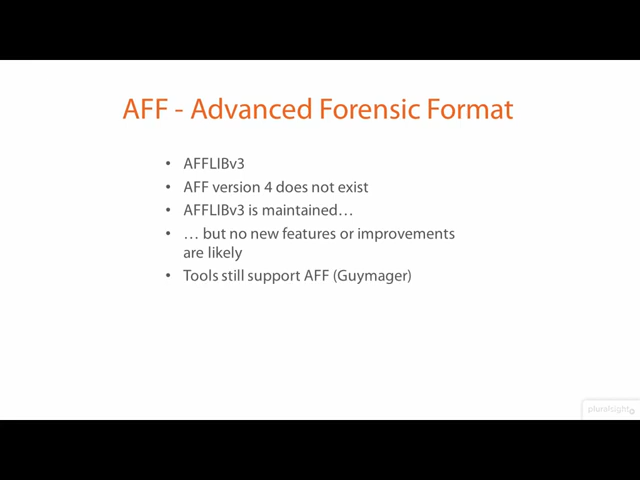 AFF - Advanced Forensic Format
• AFFLIBv3
• AFF version 4 does not exist
• AFFLIBv3 is maintained…
• … but no new features or improvements
are likely
• Tools still support AFF (Guymager)
pluralsight